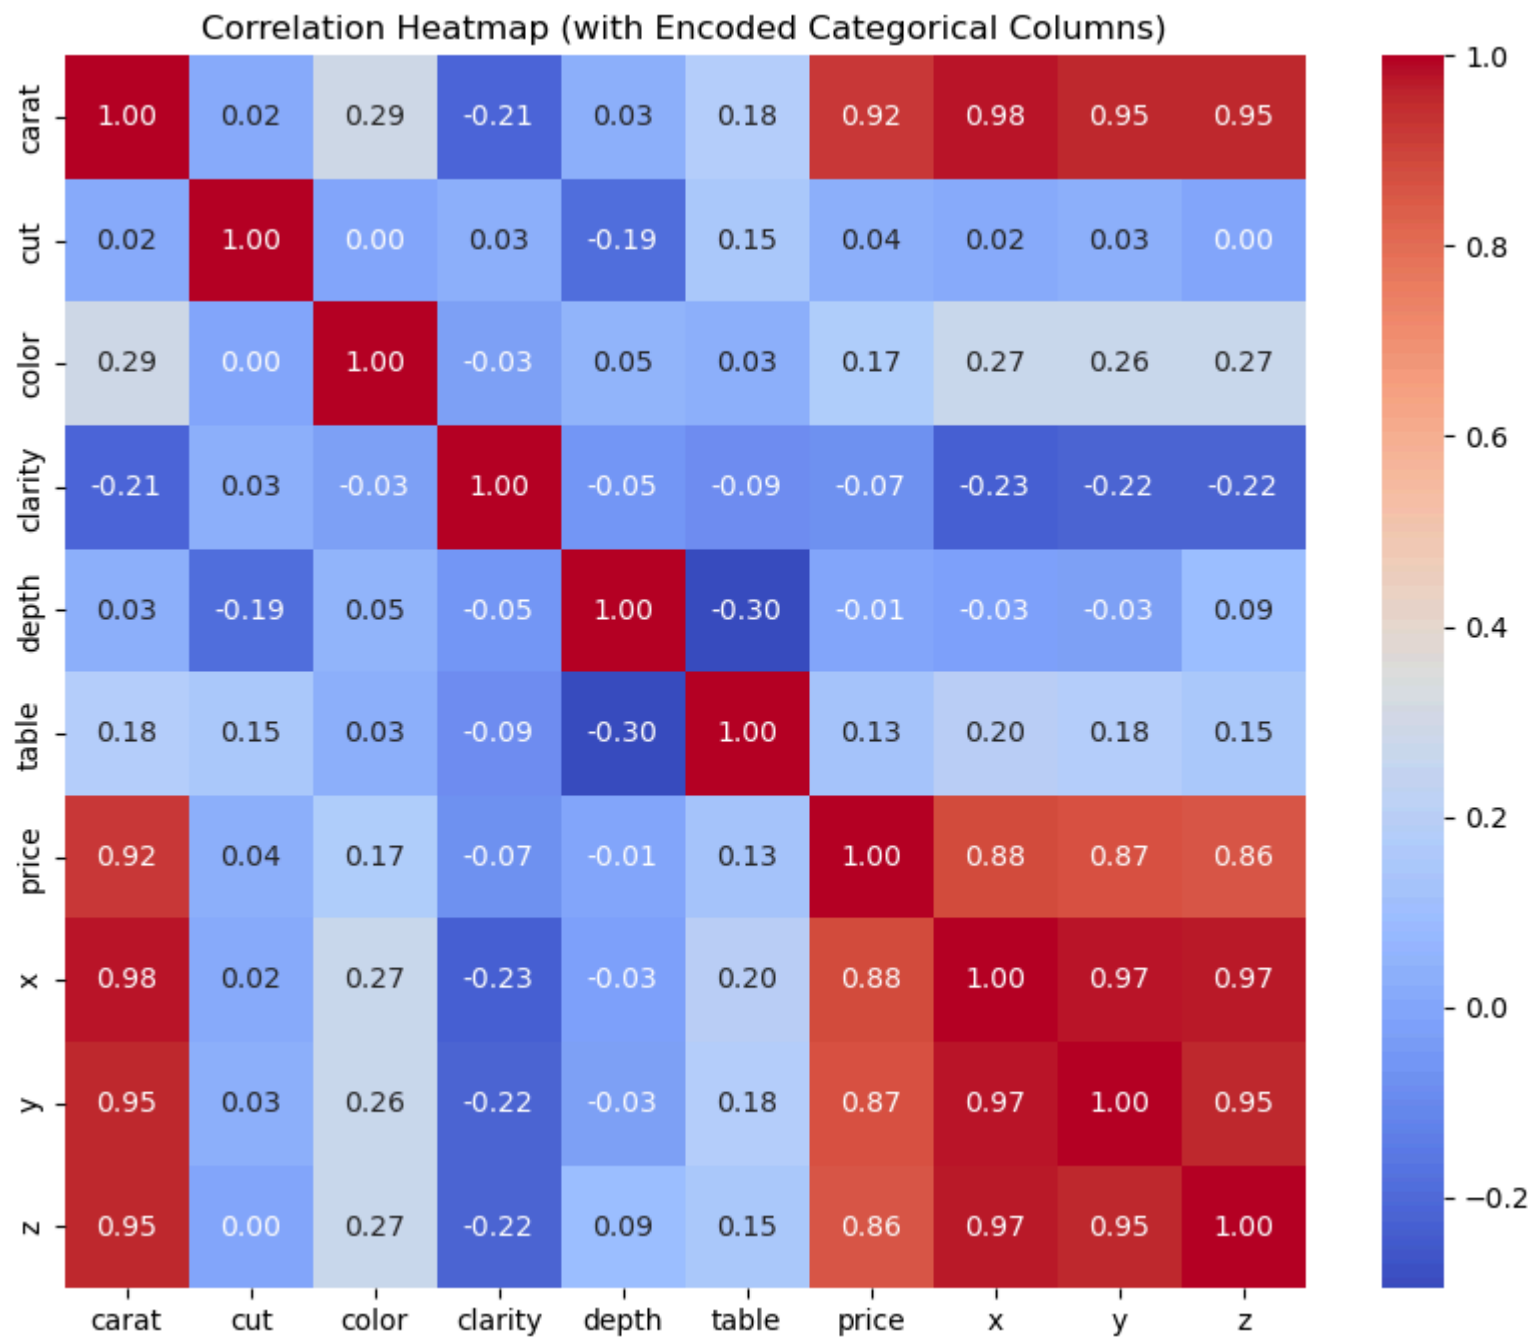 Correlation Heatmap (with Encoded Categorical Columns)
carat 1.00 0.02 0.29 -0.21 0.03 0.18 0.92 0.98 0.95 0.95
cut 0.02 1.00 0.00 0.03 -0.19 0.15 0.04 0.02 0.03 0.00
color 0.29 0.00 1.00 -0.03 0.05 0.03 0.17 0.27 0.26 0.27
clarity -0.21 0.03 -0.03 1.00 -0.05 -0.09 -0.07 -0.23 -0.22 -0.22
depth 0.03 -0.19 0.05 -0.05 1.00 -0.30 -0.01 -0.03 -0.03 0.09
table 0.18 0.15 0.03 -0.09 -0.30 1.00 0.13 0.20 0.18 0.15
price 0.92 0.04 0.17 -0.07 -0.01 0.13 1.00 0.88 0.87 0.86
x 0.98 0.02 0.27 -0.23 -0.03 0.20 0.88 1.00 0.97 0.97
y 0.95 0.03 0.26 -0.22 -0.03 0.18 0.87 0.97 1.00 0.95
z 0.95 0.00 0.27 -0.22 0.09 0.15 0.86 0.97 0.95 1.00
carat cut color clarity depth table price x y z
1.0
0.8
0.6
0.4
0.2
0.0
−0.2